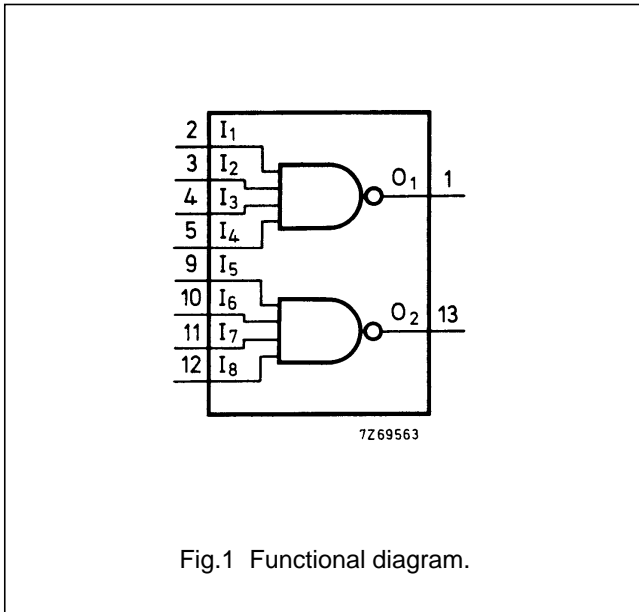 2 I1
3 I2
4 I3
5 I4
O1 1
9 I5
10 I6
11 I7
12 I8
O2 13
7Z69563
Fig.1 Functional diagram.